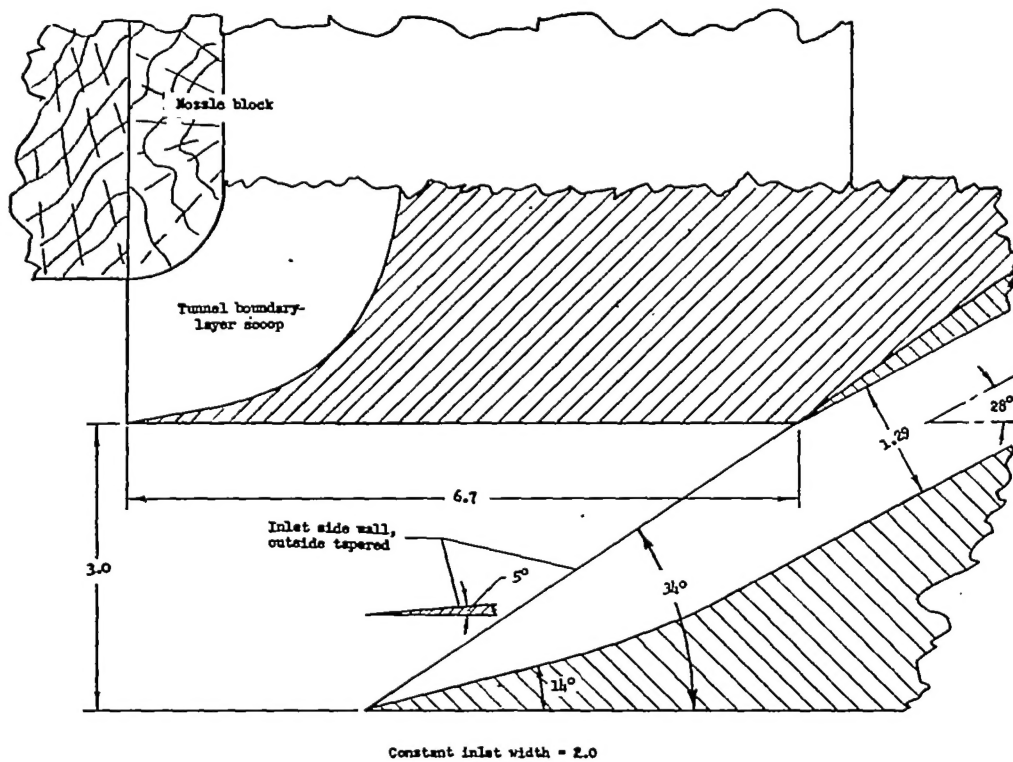 Nozzle block
Tunnel boundary-
layer scoop
28°
1.29
6.7
Inlet side wall,
outside tapered
3.0
5°
34°
14°
Constant inlet width = 2.0